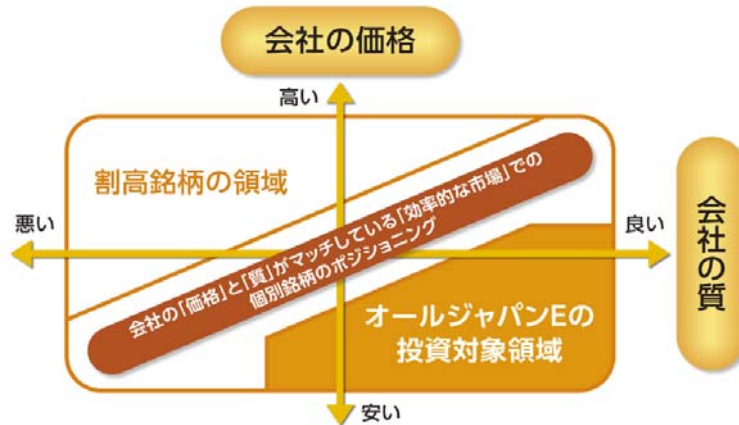 会社の価格
高い
割高銘柄の領域
会社の「価格」と「質」がマッチしている「効率的な市場」での
個別銘柄のポジショニング
悪い
良い
会社の質
オールジャパンEの
投資対象領域
安い